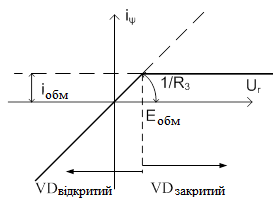 iψ
1/R₃
Uг
iобм
Eобм
VDвідкритий
VDзакритий